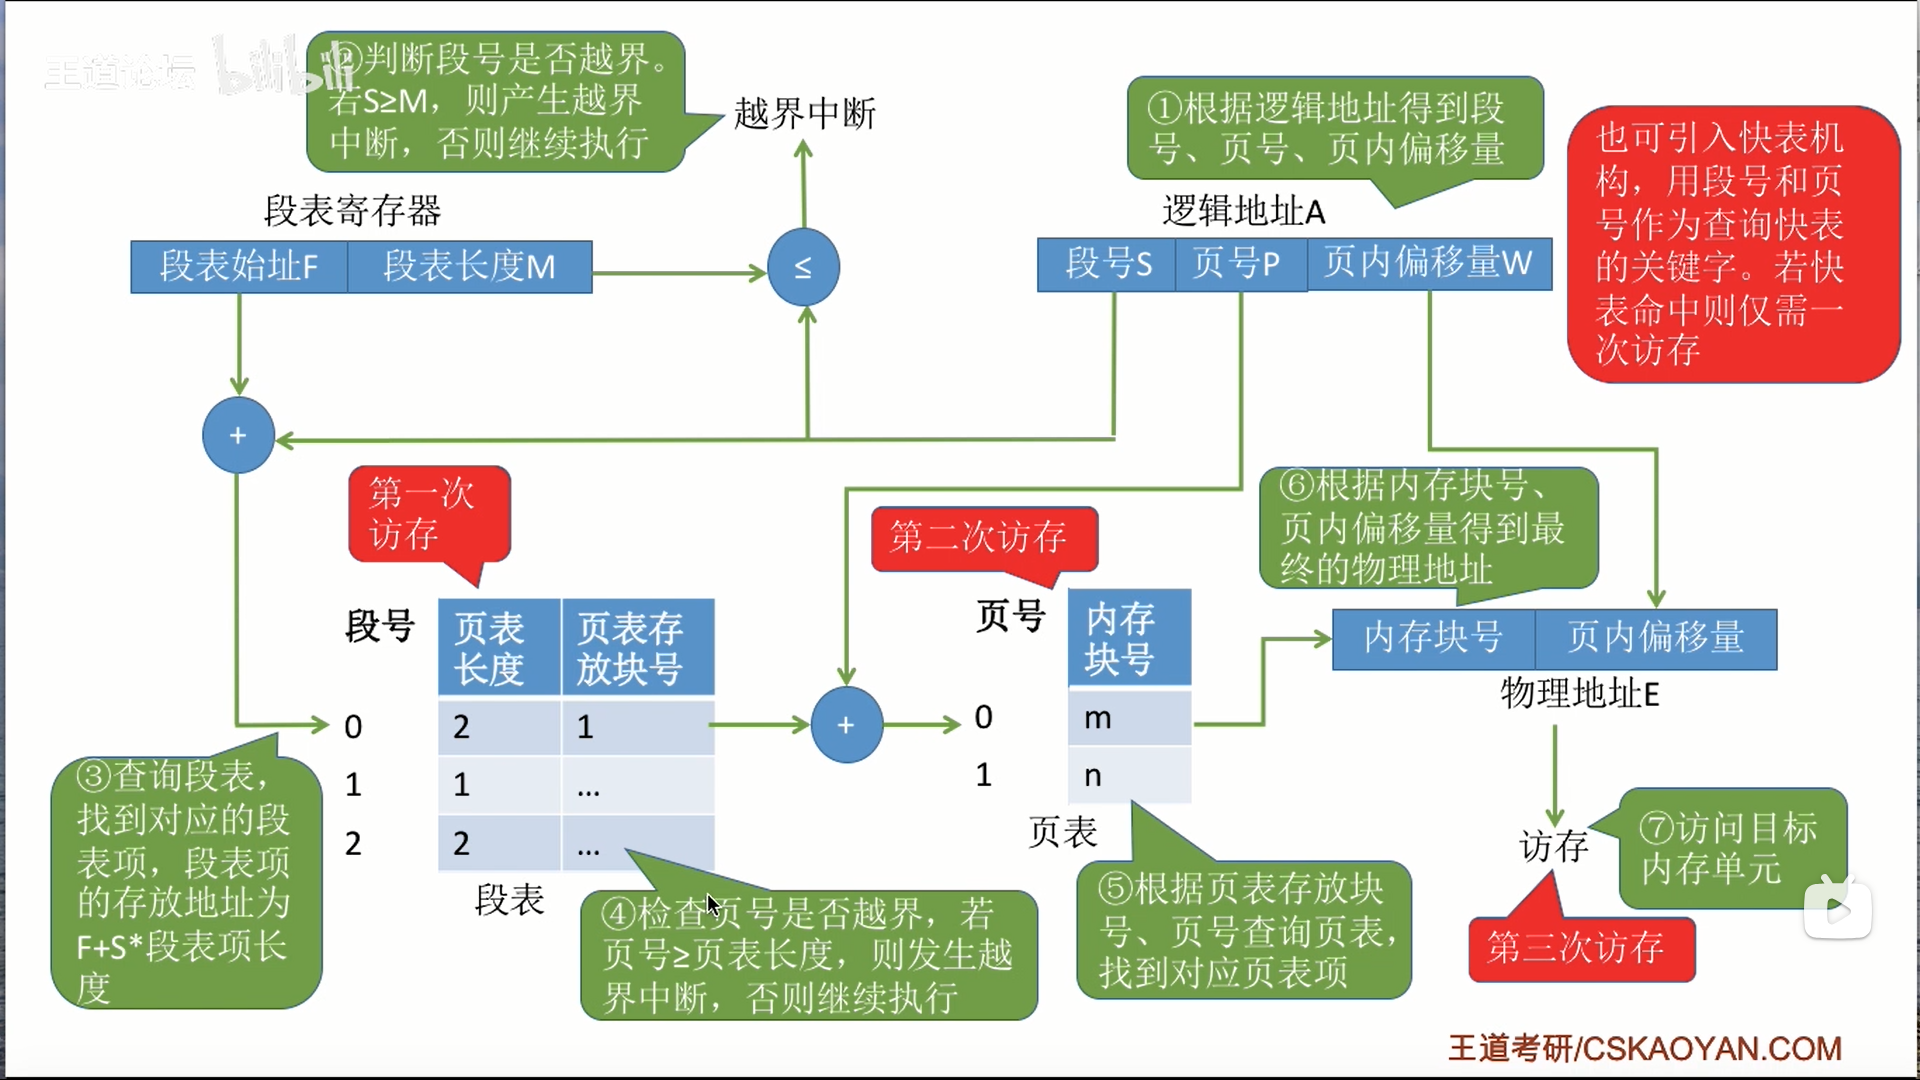 王道论坛 bilibili
②判断段号是否越界。
若S≥M，则产生越界
中断，否则继续执行
越界中断
①根据逻辑地址得到段
号、页号、页内偏移量
也可引入快表机
构，用段号和页
号作为查询快表
的关键字。若快
表命中则仅需一
次访存
段表寄存器
段表始址F 段表长度M
≤
逻辑地址A
段号S 页号P 页内偏移量W
+
第一次
访存
第二次访存
⑥根据内存块号、
页内偏移量得到最
终的物理地址
段号
页表
长度
页表存
放块号
0 2 1
1 1 ...
2 2 ...
段表
+
页号
内存
块号
0 m
1 n
页表
内存块号 页内偏移量
物理地址E
③查询段表，
找到对应的段
表项，段表项
的存放地址为
F+S*段表项长
度
④检查页号是否越界，若
页号≥页表长度，则发生越
界中断，否则继续执行
⑤根据页表存放块
号、页号查询页表，
找到对应页表项
访存
⑦访问目标
内存单元
第三次访存
王道考研/CSKAOYAN.COM